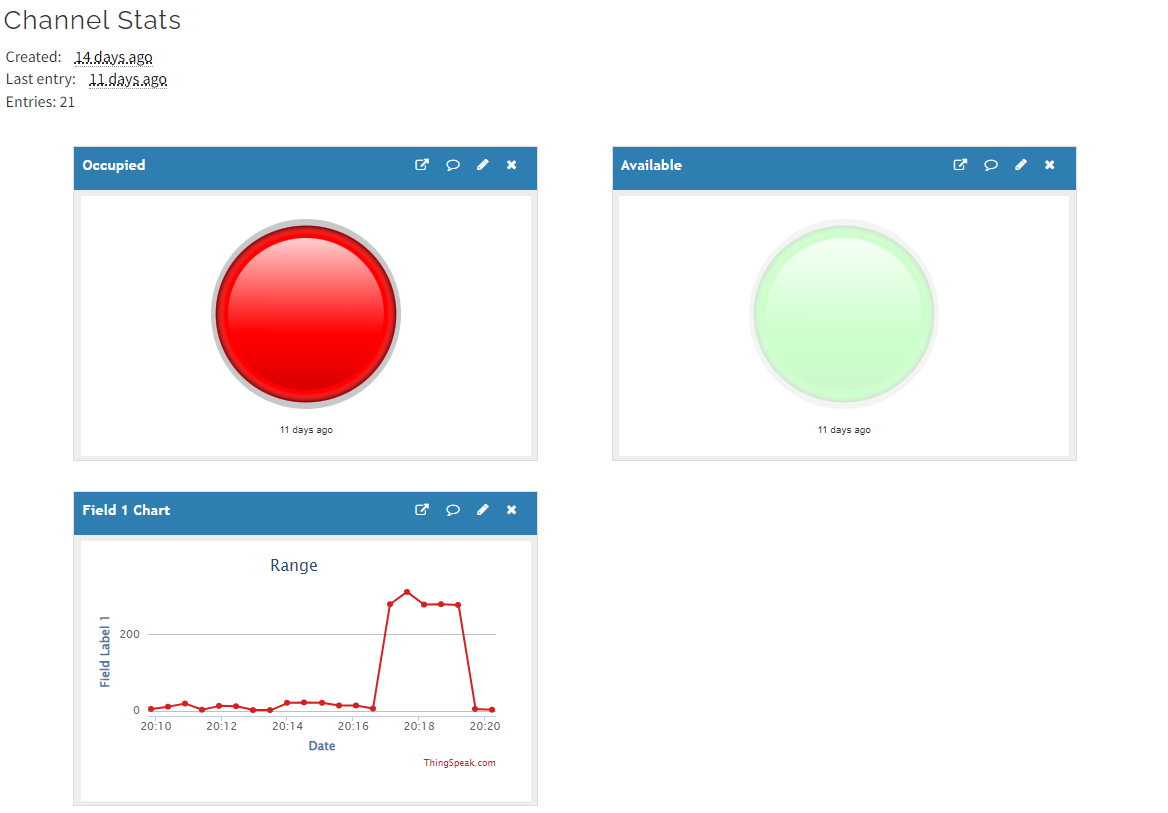 Channel Stats
Created: 14 days ago
Last entry: 11 days ago
Entries: 21
Occupied
11 days ago
Available
11 days ago
Field 1 Chart
Range
Field Label 1
200
0
20:10 20:12 20:14 20:16 20:18 20:20
Date
ThingSpeak.com